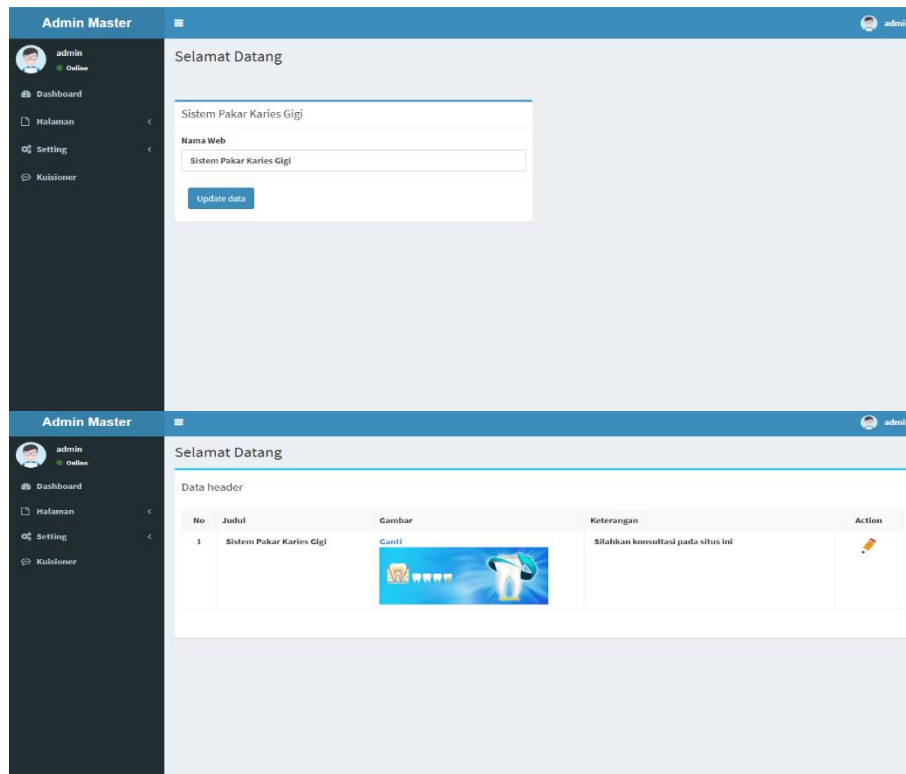 Admin Master
admi
admin
Online
Selamat Datang
Dashboard
Halaman
Setting
Kuisioner
Sistem Pakar Karies Gigi
Nama Web
Sistem Pakar Karies Gigi
Update data
Admin Master
admi
admin
Online
Selamat Datang
Dashboard
Halaman
Setting
Kuisioner
Data header
No Judul Gambar Keterangan Action
1 Sistem Pakar Karies Gigi Ganti Silahkan konsultasi pada situs ini